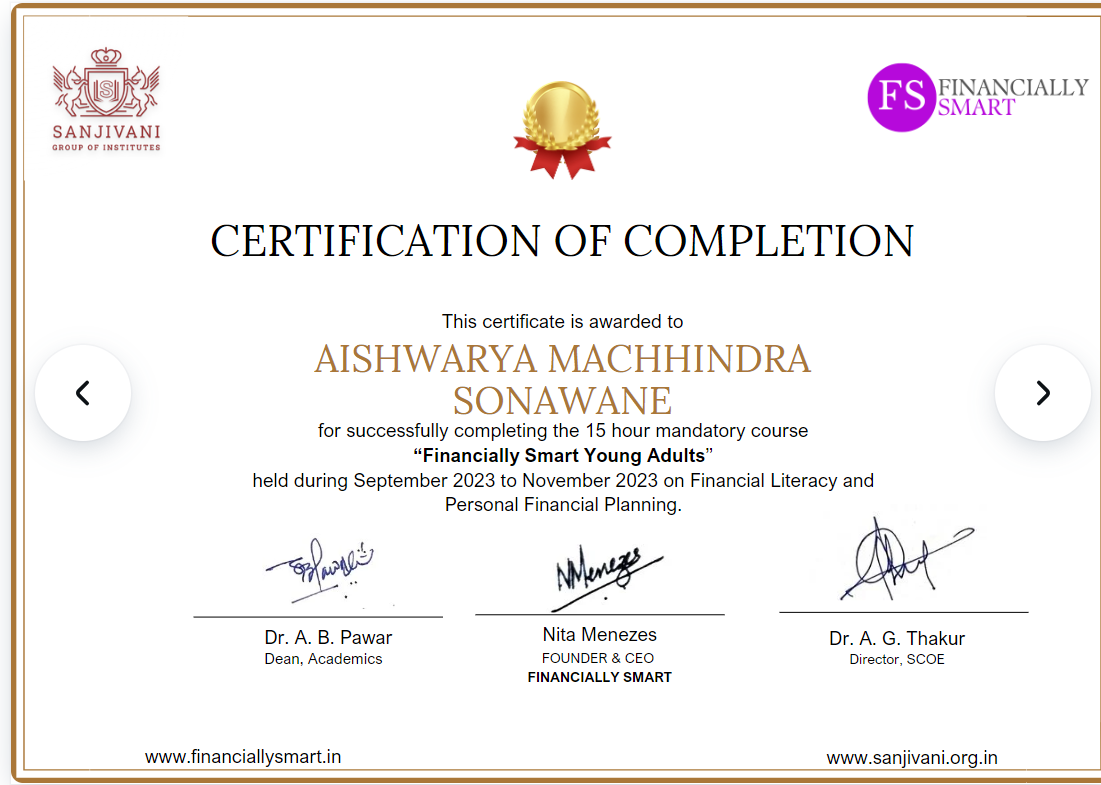 SANJIVANI
GROUP OF INSTITUTES
FS FINANCIALLY
SMART
CERTIFICATION OF COMPLETION
This certificate is awarded to
AISHWARYA MACHHINDRA
SONAWANE
for successfully completing the 15 hour mandatory course
“Financially Smart Young Adults”
held during September 2023 to November 2023 on Financial Literacy and
Personal Financial Planning.
NMenezes
Dr. A. B. Pawar
Dean, Academics
Nita Menezes
FOUNDER & CEO
FINANCIALLY SMART
Dr. A. G. Thakur
Director, SCOE
www.financiallysmart.in
www.sanjivani.org.in